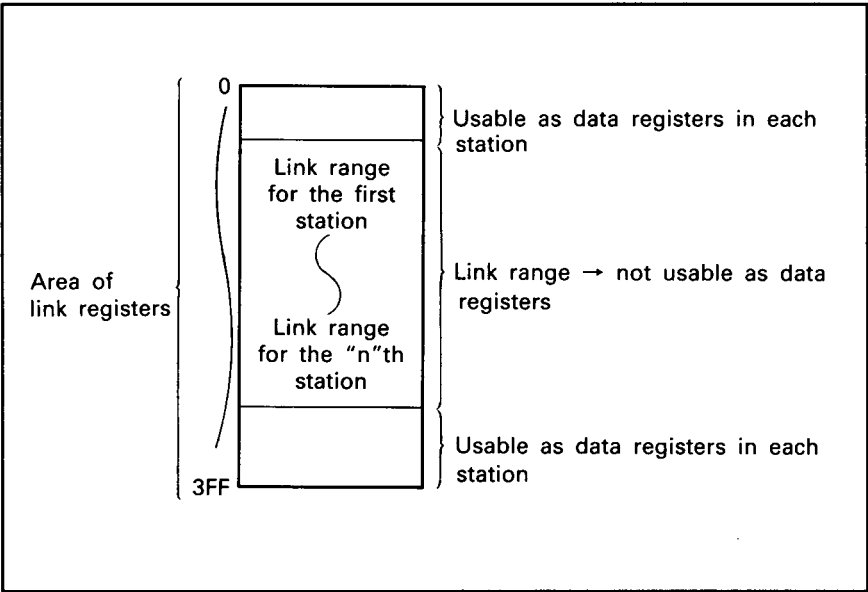 0
Usable as data registers in each
station
Link range
for the first
station
Area of
link registers
Link range → not usable as data
registers
Link range
for the "n"th
station
Usable as data registers in each
station
3FF